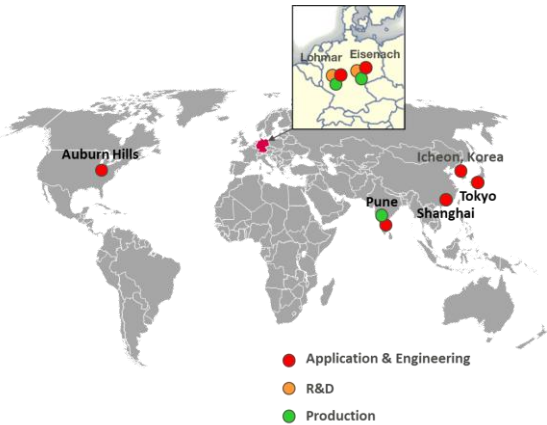 Lohmar
Eisenach
Auburn Hills
Icheon, Korea
Tokyo
Pune
Shanghai
Application & Engineering
R&D
Production